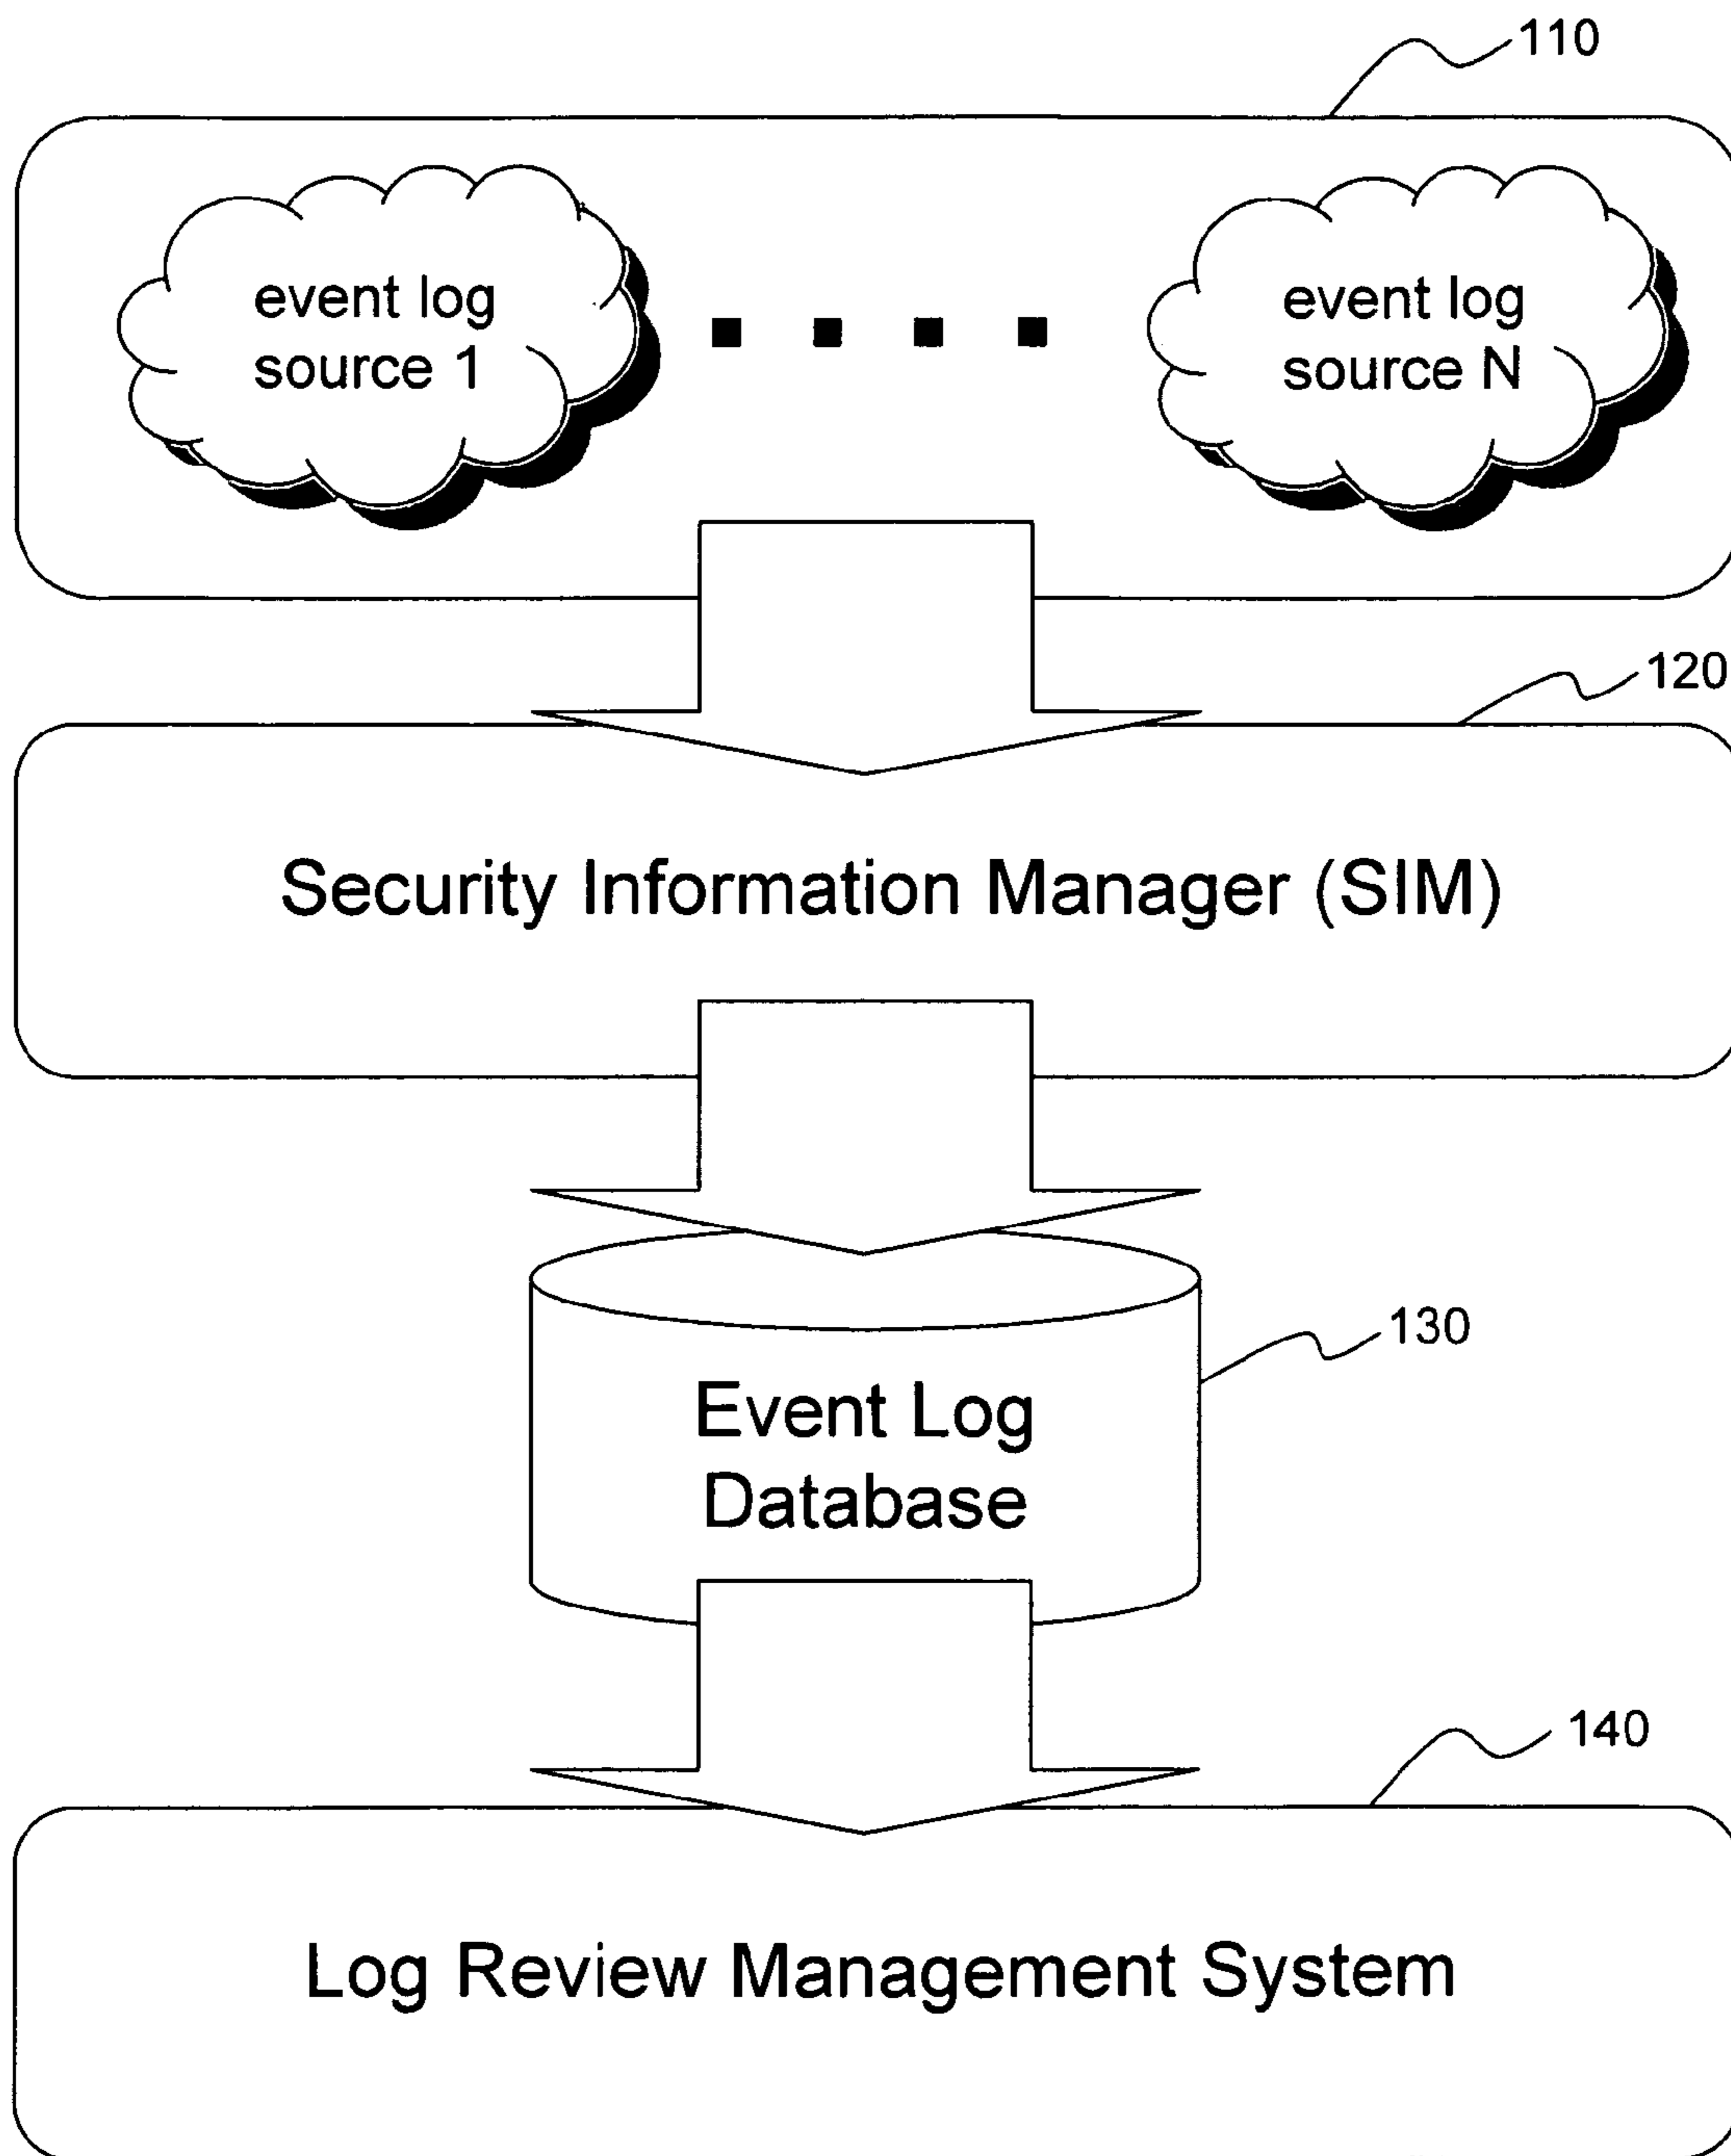 110
event log
source 1
event log
source N
120
Security Information Manager (SIM)
130
Event Log
Database
140
Log Review Management System